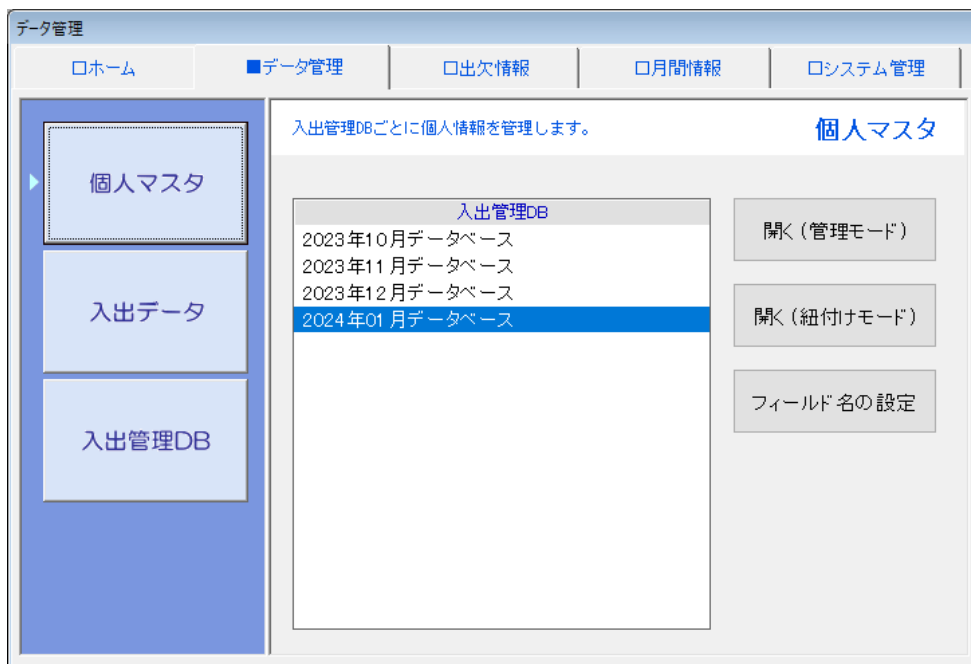 データ管理
□ホーム
■データ管理
□出欠情報
□月間情報
□システム管理
個人マスタ
入出データ
入出管理DB
入出管理DBごとに個人情報を管理します。
個人マスタ
入出管理DB
2023年10月データベース
2023年11月データベース
2023年12月データベース
2024年01月データベース
開く(管理モード)
開く(紐付けモード)
フィールド名の設定